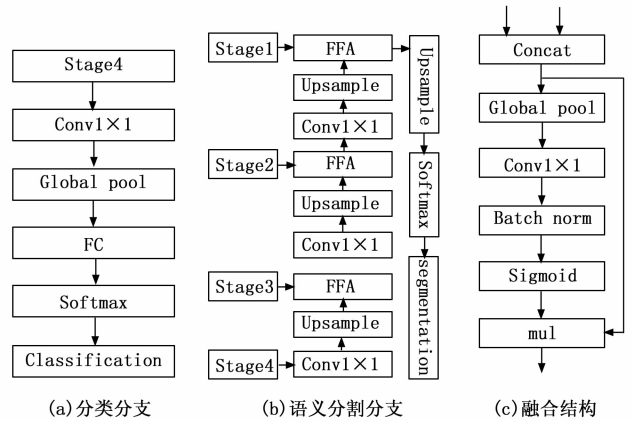 Stage4
Conv1×1
Global pool
FC
Softmax
Classification
(a)分类分支
Stage1
FFA
Upsample
Conv1×1
Stage2
FFA
Upsample
Conv1×1
Stage3
FFA
Upsample
Stage4
Conv1×1
Upsample
Softmax
segmentation
(b)语义分割分支
Concat
Global pool
Conv1×1
Batch norm
Sigmoid
mul
(c)融合结构